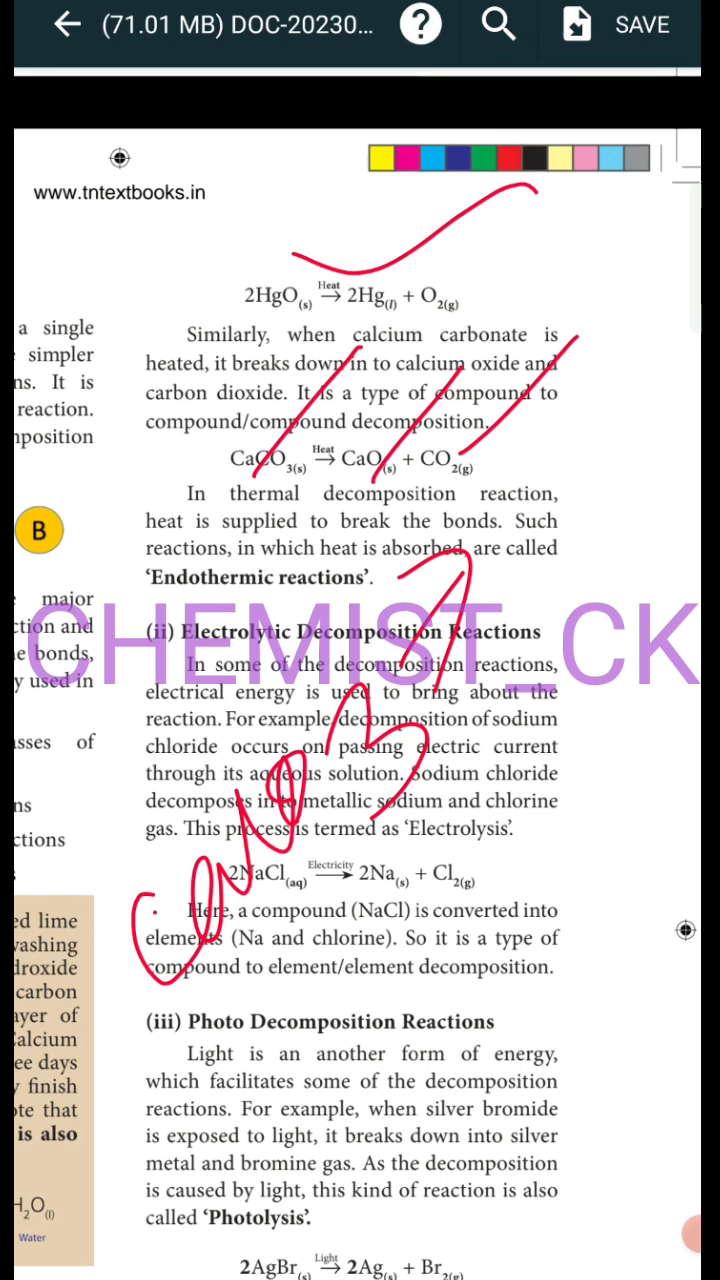 (71.01 MB) DOC-20230...
?
SAVE
www.tntextbooks.in
2HgO(s) Heat→ 2Hg(l) + O2(g)
Similarly, when calcium carbonate is
heated, it breaks down in to calcium oxide and
carbon dioxide. It is a type of compound to
compound/compound decomposition.
CaCO3(s) Heat→ CaO(s) + CO2(g)
In thermal decomposition reaction,
heat is supplied to break the bonds. Such
reactions, in which heat is absorbed, are called
‘Endothermic reactions’.
(ii) Electrolytic Decomposition Reactions
In some of the decomposition reactions,
electrical energy is used to bring about the
reaction. For example, decomposition of sodium
chloride occurs on passing electric current
through its aqueous solution. Sodium chloride
decomposes in to metallic sodium and chlorine
gas. This process is termed as ‘Electrolysis’.
2NaCl(aq) Electricity→ 2Na(s) + Cl2(g)
Here, a compound (NaCl) is converted into
elements (Na and chlorine). So it is a type of
compound to element/element decomposition.
(iii) Photo Decomposition Reactions
Light is an another form of energy,
which facilitates some of the decomposition
reactions. For example, when silver bromide
is exposed to light, it breaks down into silver
metal and bromine gas. As the decomposition
is caused by light, this kind of reaction is also
called ‘Photolysis’.
2AgBr(s) Light→ 2Ag(s) + Br2(g)
a single
simpler
ns. It is
reaction.
position
B
major
ction and
e bonds,
y used in
asses of
ns
ctions
ed lime
ashing
droxide
carbon
ayer of
alcium
ee days
finish
te that
is also
H2O(l)
Water
CHEMIST_CK